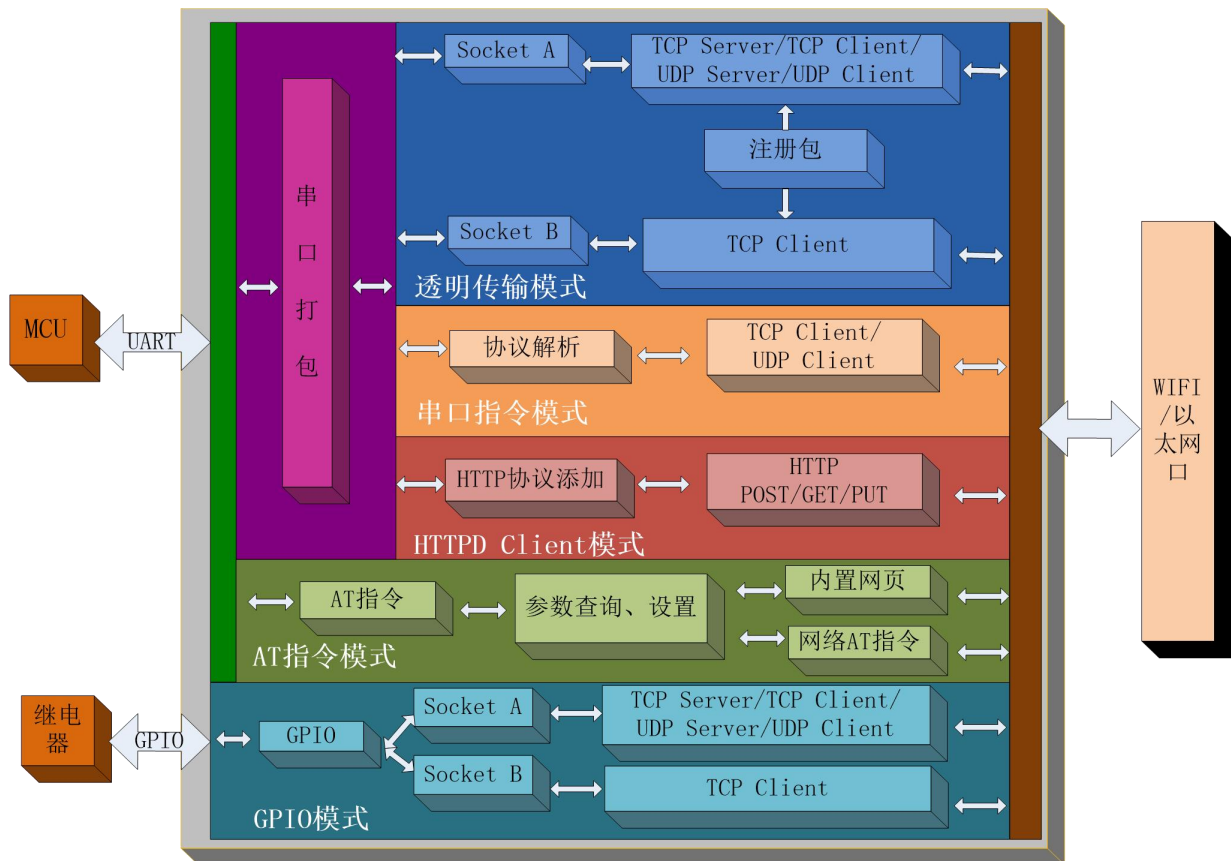 Socket A
TCP Server/TCP Client/
UDP Server/UDP Client
注册包
Socket B
TCP Client
透明传输模式
串
口
打
包
MCU
UART
协议解析
TCP Client/
UDP Client
串口指令模式
HTTP协议添加
HTTP
POST/GET/PUT
HTTPD Client模式
WIFI
/以
太网
口
AT指令
参数查询、设置
内置网页
网络AT指令
AT指令模式
继电
器
GPIO
GPIO
Socket A
TCP Server/TCP Client/
UDP Server/UDP Client
Socket B
TCP Client
GPIO模式